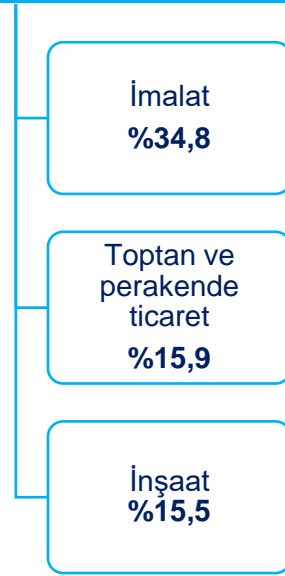 İmalat
%34,8
Toptan ve
perakende
ticaret
%15,9
İnşaat
%15,5